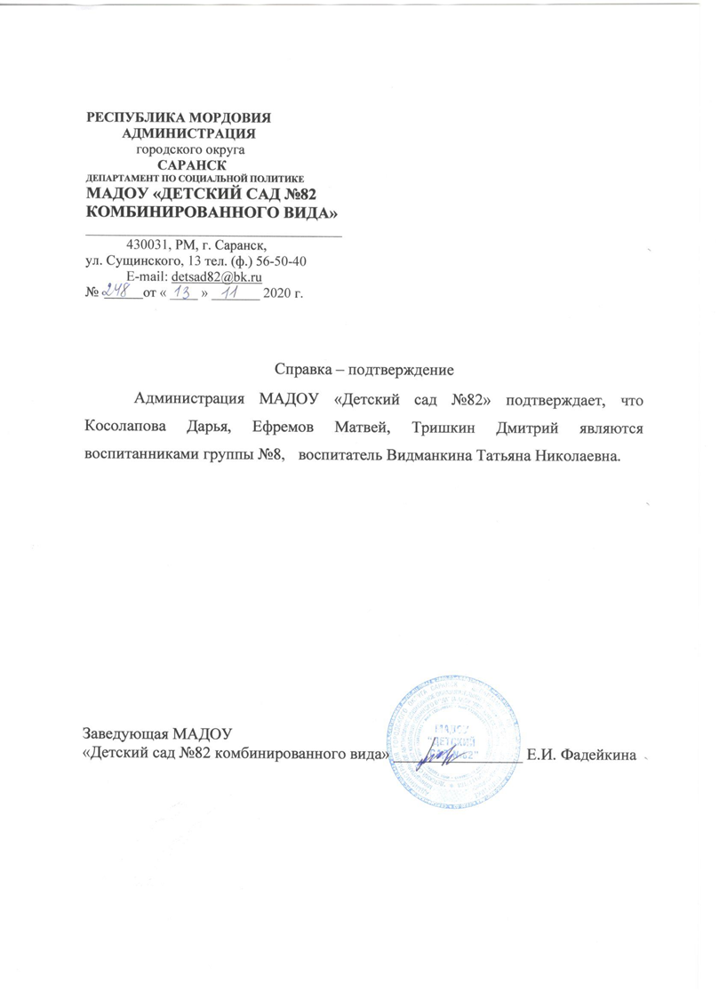 РЕСПУБЛИКА МОРДОВИЯ
АДМИНИСТРАЦИЯ
городского округа
САРАНСК
ДЕПАРТАМЕНТ ПО СОЦИАЛЬНОЙ ПОЛИТИКЕ
МАДОУ «ДЕТСКИЙ САД №82
КОМБИНИРОВАННОГО ВИДА»
430031, РМ, г. Саранск,
ул. Сущинского, 13 тел. (ф.) 56-50-40
E-mail: detsad82@bk.ru
№ 248 от « 13 » 11 2020 г.
Справка – подтверждение
Администрация МАДОУ «Детский сад №82» подтверждает, что
Косолапова Дарья, Ефремов Матвей, Тришкин Дмитрий являются
воспитанниками группы №8, воспитатель Видманкина Татьяна Николаевна.
МАДОУ
"ДЕТСКИЙ
Заведующая МАДОУ
«Детский сад №82 комбинированного вида» Е.И. Фадейкина